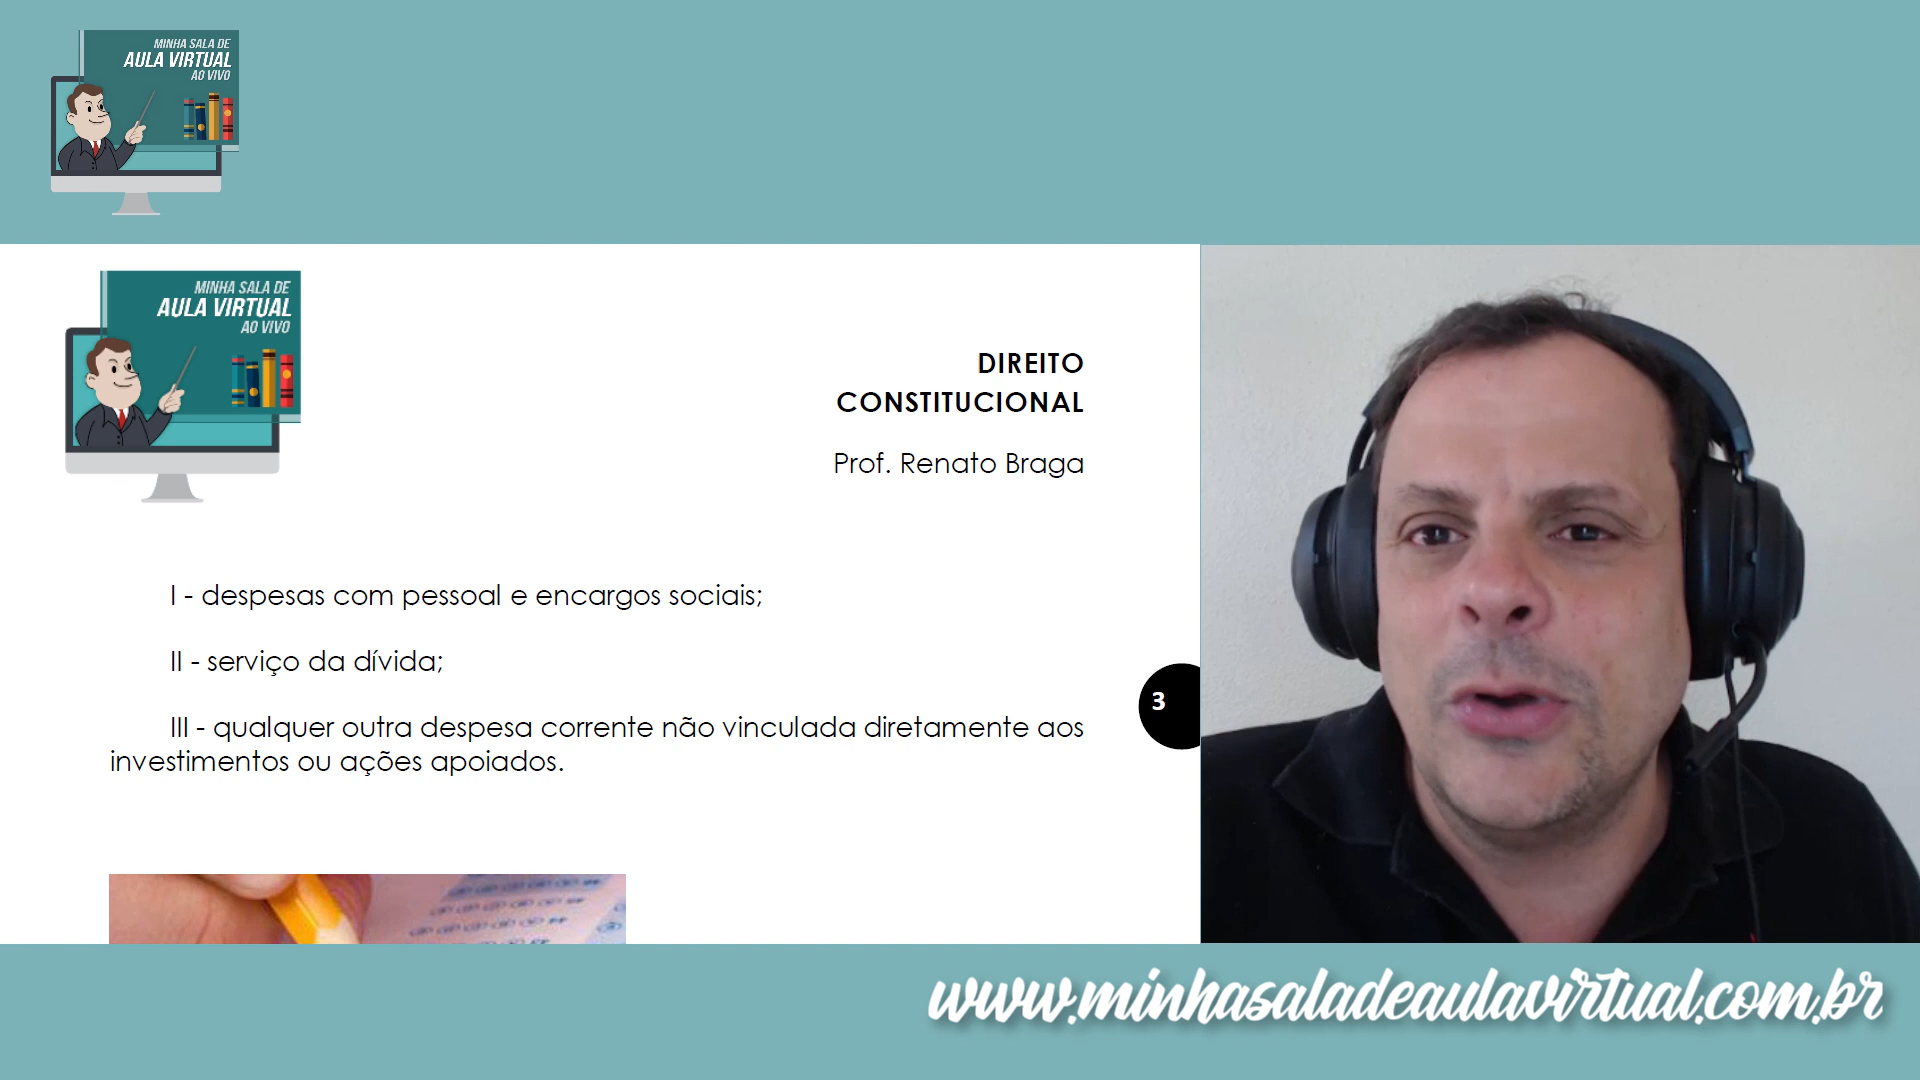 MINHA SALA DE
AULA VIRTUAL
AO VIVO
MINHA SALA DE
AULA VIRTUAL
AO VIVO
DIREITO
CONSTITUCIONAL
Prof. Renato Braga
I - despesas com pessoal e encargos sociais;
II - serviço da dívida;
III - qualquer outra despesa corrente não vinculada diretamente aos
investimentos ou ações apoiados.
3
www.minhasaladeaulavirtual.com.br